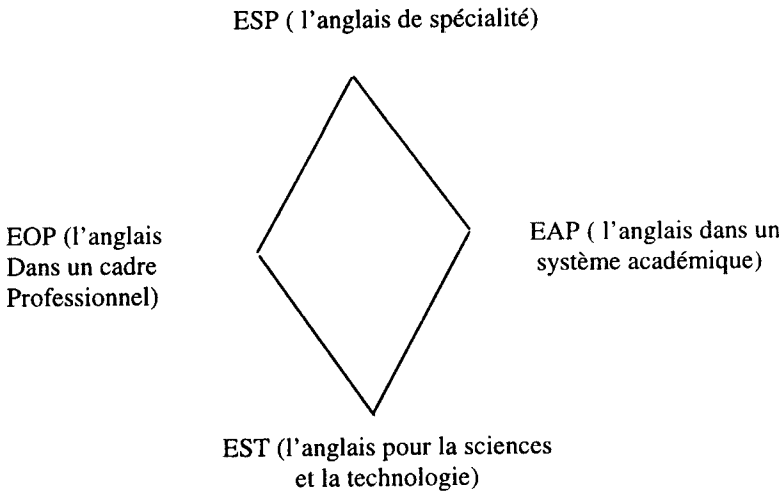 ESP ( l'anglais de spécialité)
EOP (l'anglais
Dans un cadre
Professionnel)
EAP ( l'anglais dans un
système académique)
EST (l'anglais pour la sciences
et la technologie)